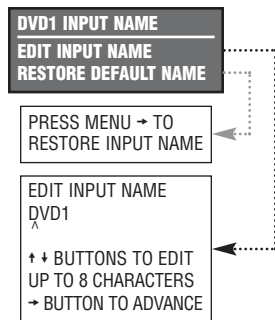 DVD1 INPUT NAME
EDIT INPUT NAME
RESTORE DEFAULT NAME
PRESS MENU → TO
RESTORE INPUT NAME
EDIT INPUT NAME
DVD1
^
↑ ↓ BUTTONS TO EDIT
UP TO 8 CHARACTERS
→ BUTTON TO ADVANCE